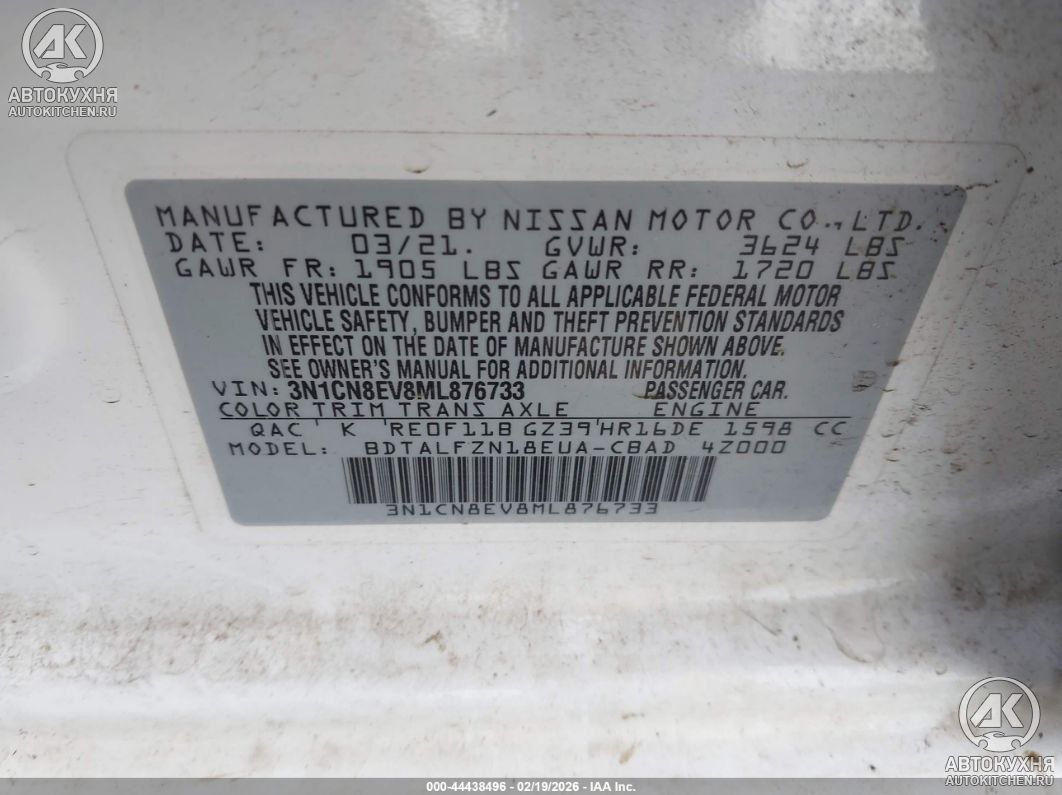 AK
АВТОКУХНЯ
AUTOKITCHEN.RU
MANUFACTURED BY NISSAN MOTOR CO.,LTD.
DATE: 03/21. GVWR: 3624 LBS
GAWR FR: 1905 LBS GAWR RR: 1720 LBS
THIS VEHICLE CONFORMS TO ALL APPLICABLE FEDERAL MOTOR
VEHICLE SAFETY, BUMPER AND THEFT PREVENTION STANDARDS
IN EFFECT ON THE DATE OF MANUFACTURE SHOWN ABOVE.
SEE OWNER'S MANUAL FOR ADDITIONAL INFORMATION.
VIN: 3N1CN8EV8ML876733 PASSENGER CAR.
COLOR TRIM TRANS AXLE ENGINE
QAC K RE0F11B GZ39 HR16DE 1598 CC
MODEL: BDTALFZN18EUA-CBAD 4Z000
3N1CN8EV8ML876733
AK
АВТОКУХНЯ
AUTOKITCHEN.RU
000-44438496 - 02/19/2026 - IAA Inc.